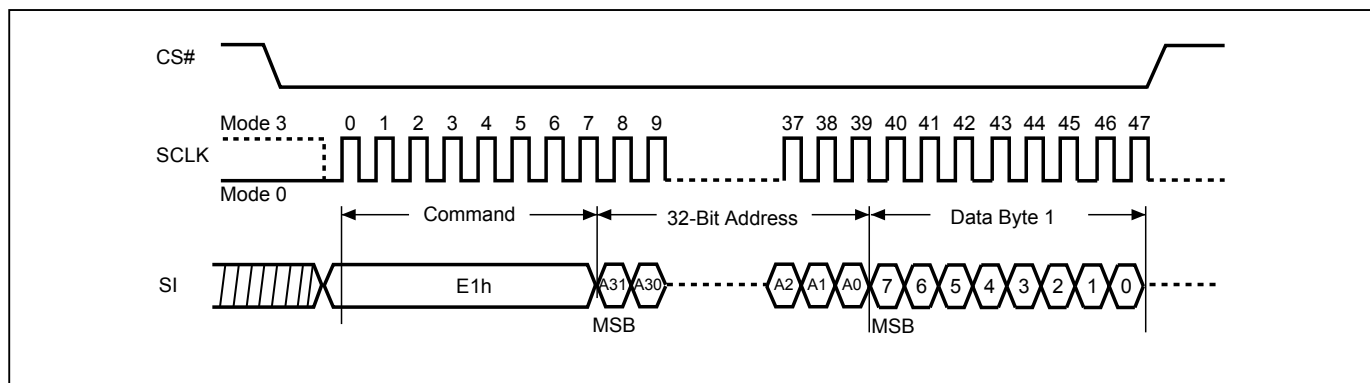 CS#
Mode 3
0 1 2 3 4 5 6 7 8 9 37 38 39 40 41 42 43 44 45 46 47
SCLK
Mode 0
Command 32-Bit Address Data Byte 1
SI E1h A31 A30 A2 A1 A0 7 6 5 4 3 2 1 0
MSB MSB